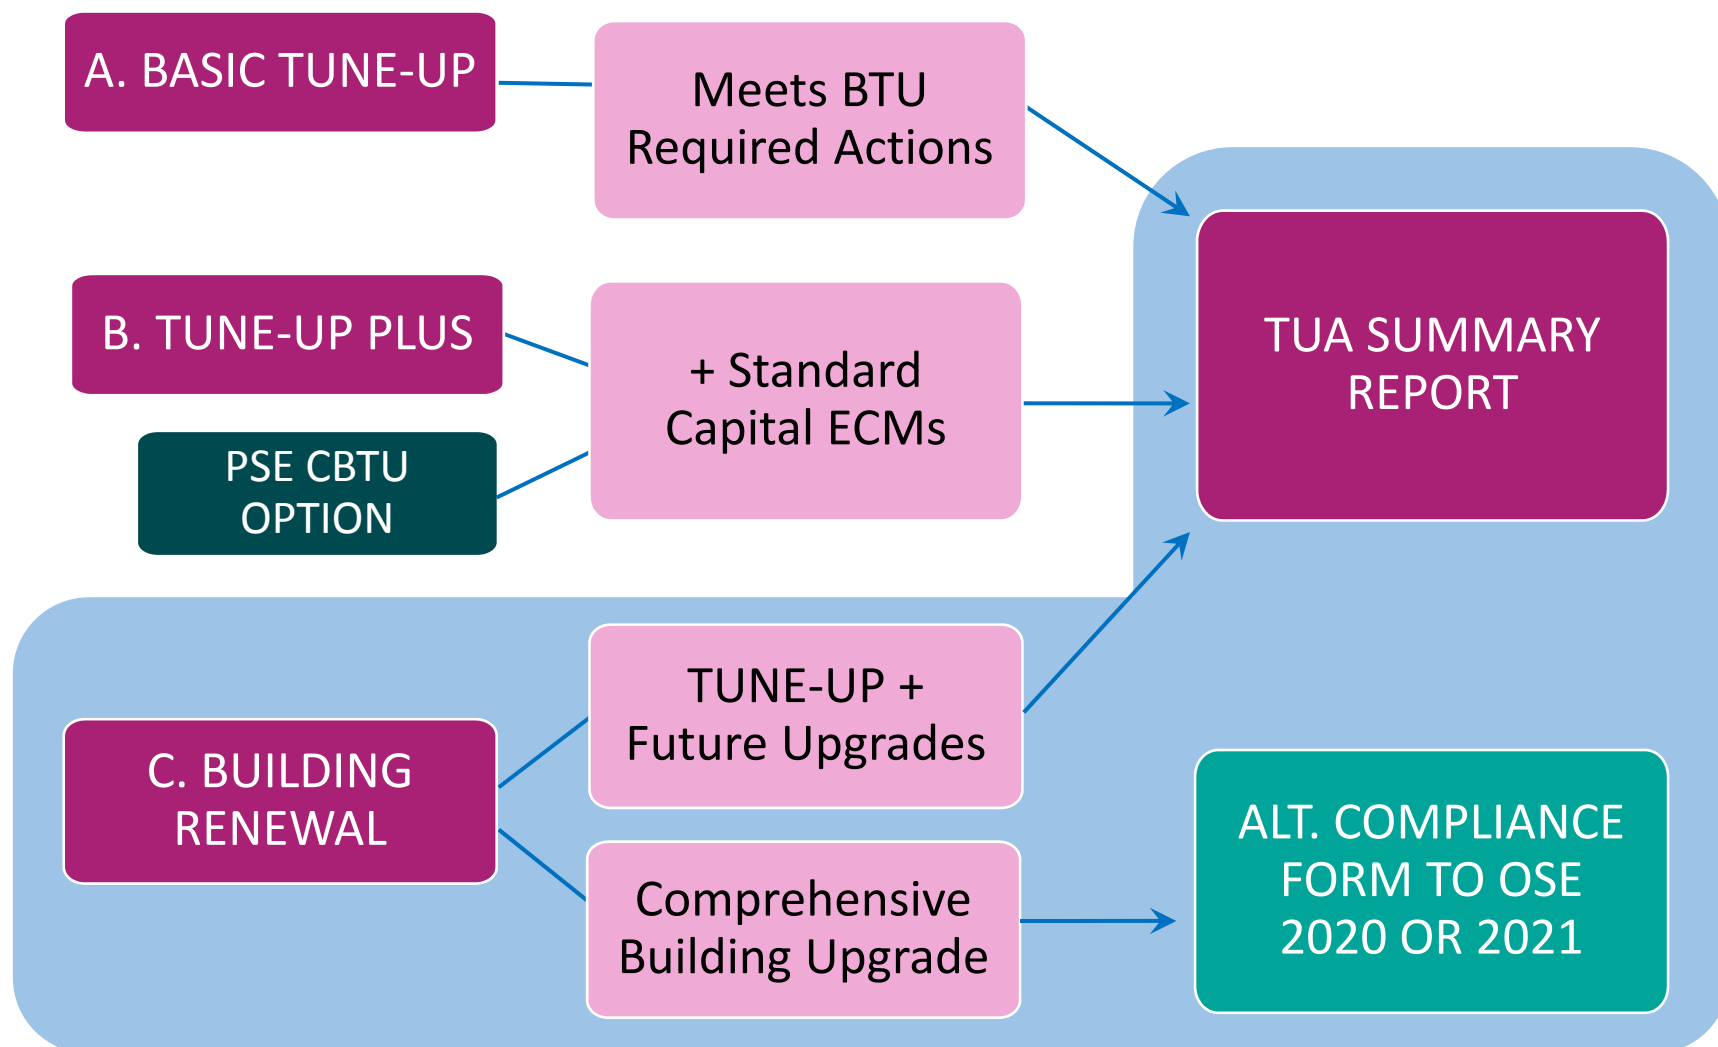 A. BASIC TUNE-UP
Meets BTU
Required Actions
B. TUNE-UP PLUS
+ Standard
Capital ECMs
PSE CBTU
OPTION
TUA SUMMARY
REPORT
C. BUILDING
RENEWAL
TUNE-UP +
Future Upgrades
Comprehensive
Building Upgrade
ALT. COMPLIANCE
FORM TO OSE
2020 OR 2021